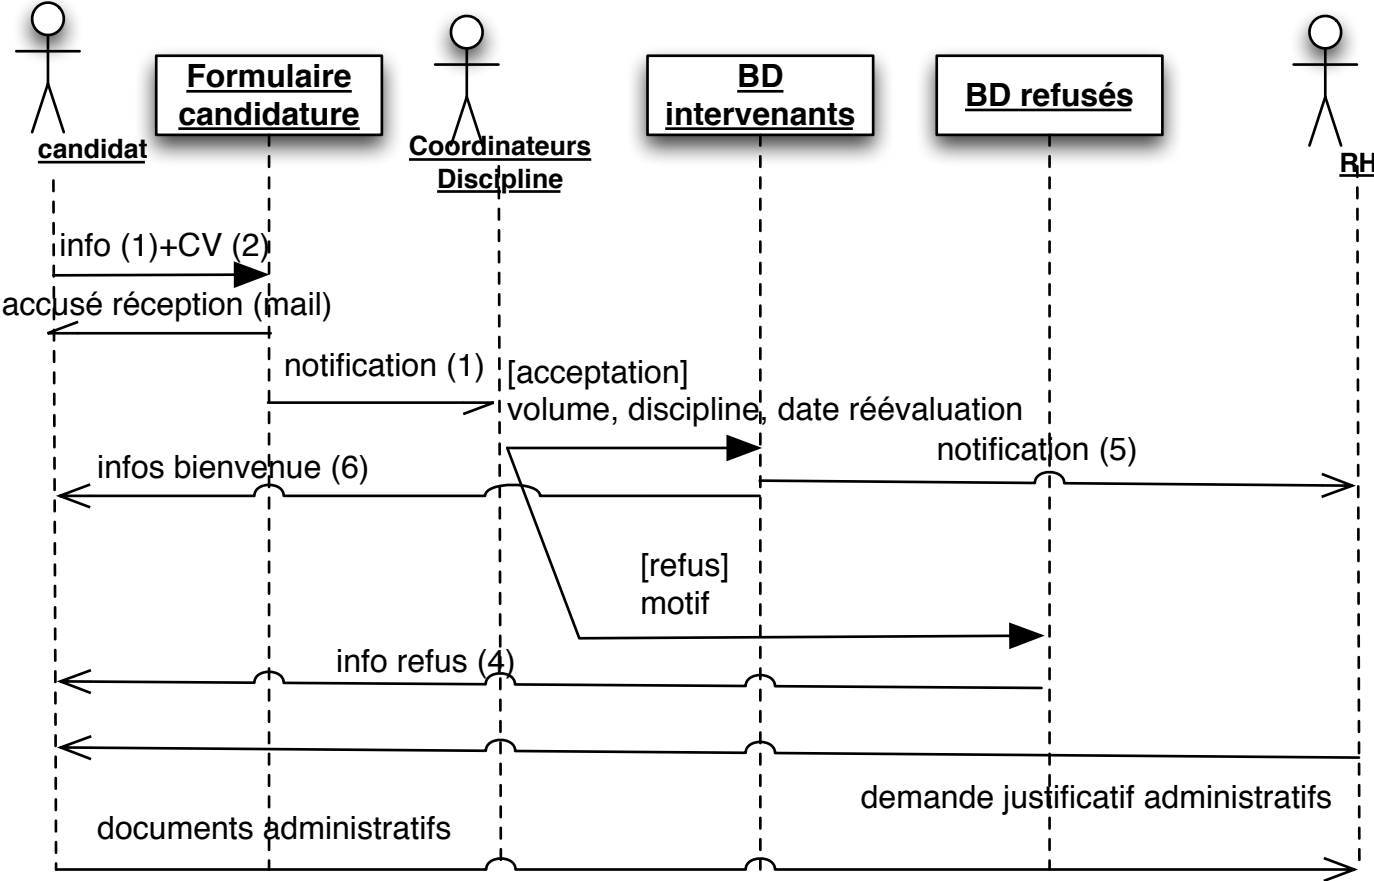 Formulaire
candidature
BD
intervenants
BD refusés
candidat
Coordinateurs
Discipline
RH
info (1)+CV (2)
accusé réception (mail)
notification (1)
[acceptation]
volume, discipline, date réévaluation
notification (5)
infos bienvenue (6)
[refus]
motif
info refus (4)
demande justificatif administratifs
documents administratifs